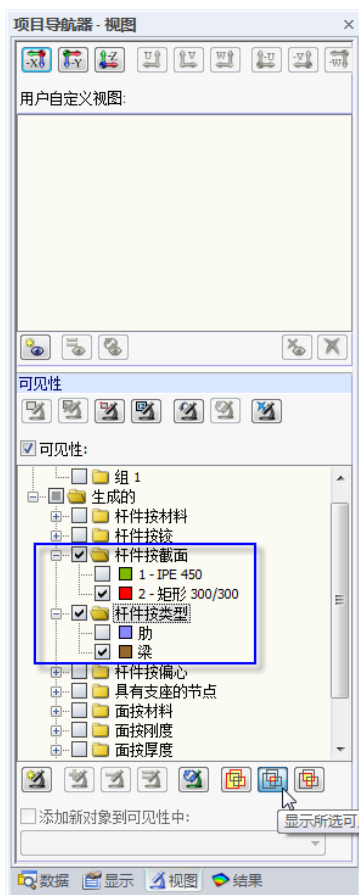 项目导航器 - 视图
-X -Y -Z U V W -U -V -W
用户自定义视图:
可见性
可见性:
组 1
生成的
杆件按材料
杆件按铰
杆件按截面
1 - IPE 450
2 - 矩形 300/300
杆件按类型
肋
梁
杆件按偏心
具有支座的节点
面按材料
面按刚度
面按厚度
添加新对象到可见性中:
显示所选可
数据 显示 视图 结果